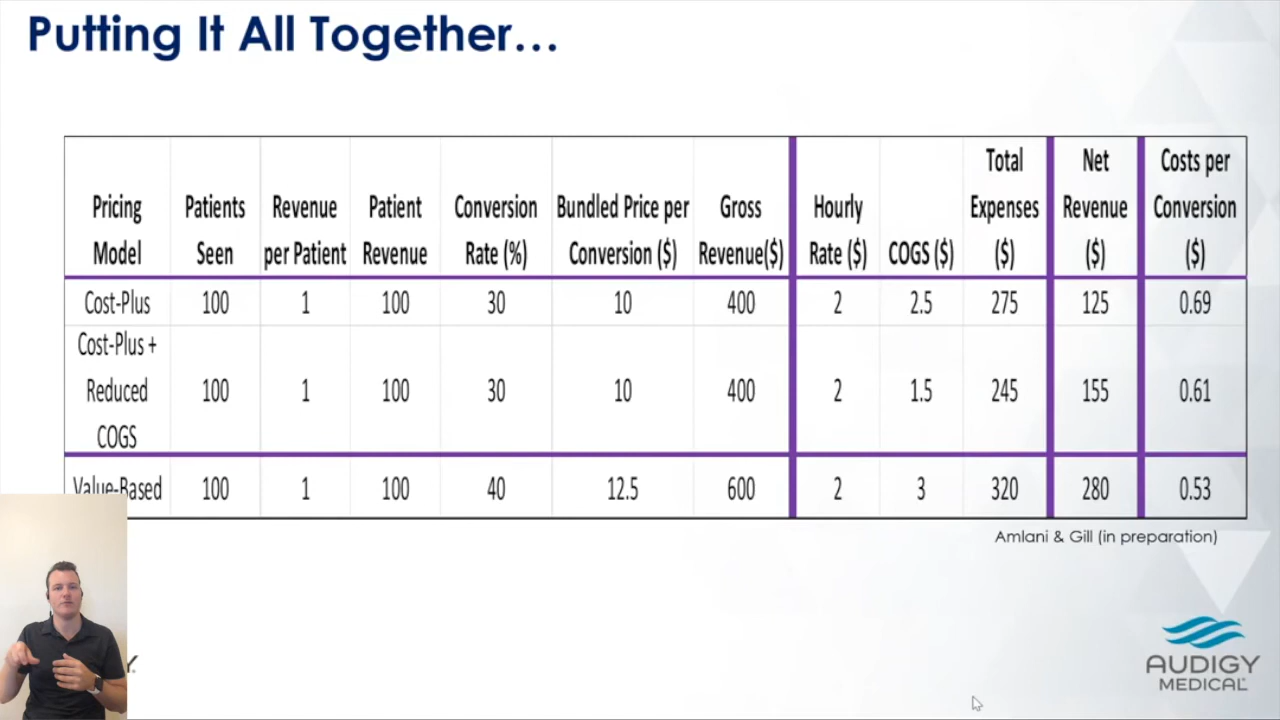 Putting It All Together...
Pricing Model Patients Seen Revenue per Patient Patient Revenue Conversion Rate (%) Bundled Price per Conversion ($) Gross Revenue($) Hourly Rate ($) COGS ($) Total Expenses ($) Net Revenue ($) Costs per Conversion ($)
Cost-Plus 100 1 100 30 10 400 2 2.5 275 125 0.69
Cost-Plus + Reduced COGS 100 1 100 30 10 400 2 1.5 245 155 0.61
Value-Based 100 1 100 40 12.5 600 2 3 320 280 0.53
Amlani & Gill (in preparation)
AUDIGY
MEDICAL